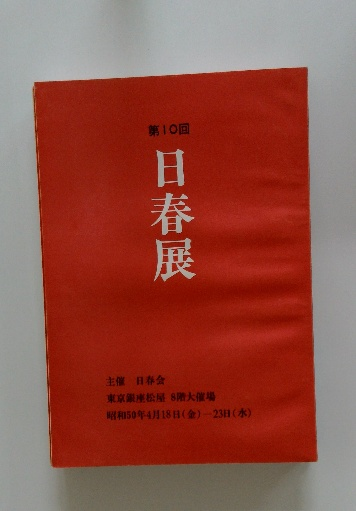 第10回
日春展
主催 日春会
東京銀座松屋 8階大催場
昭和50年4月18日(金)—23日(水)